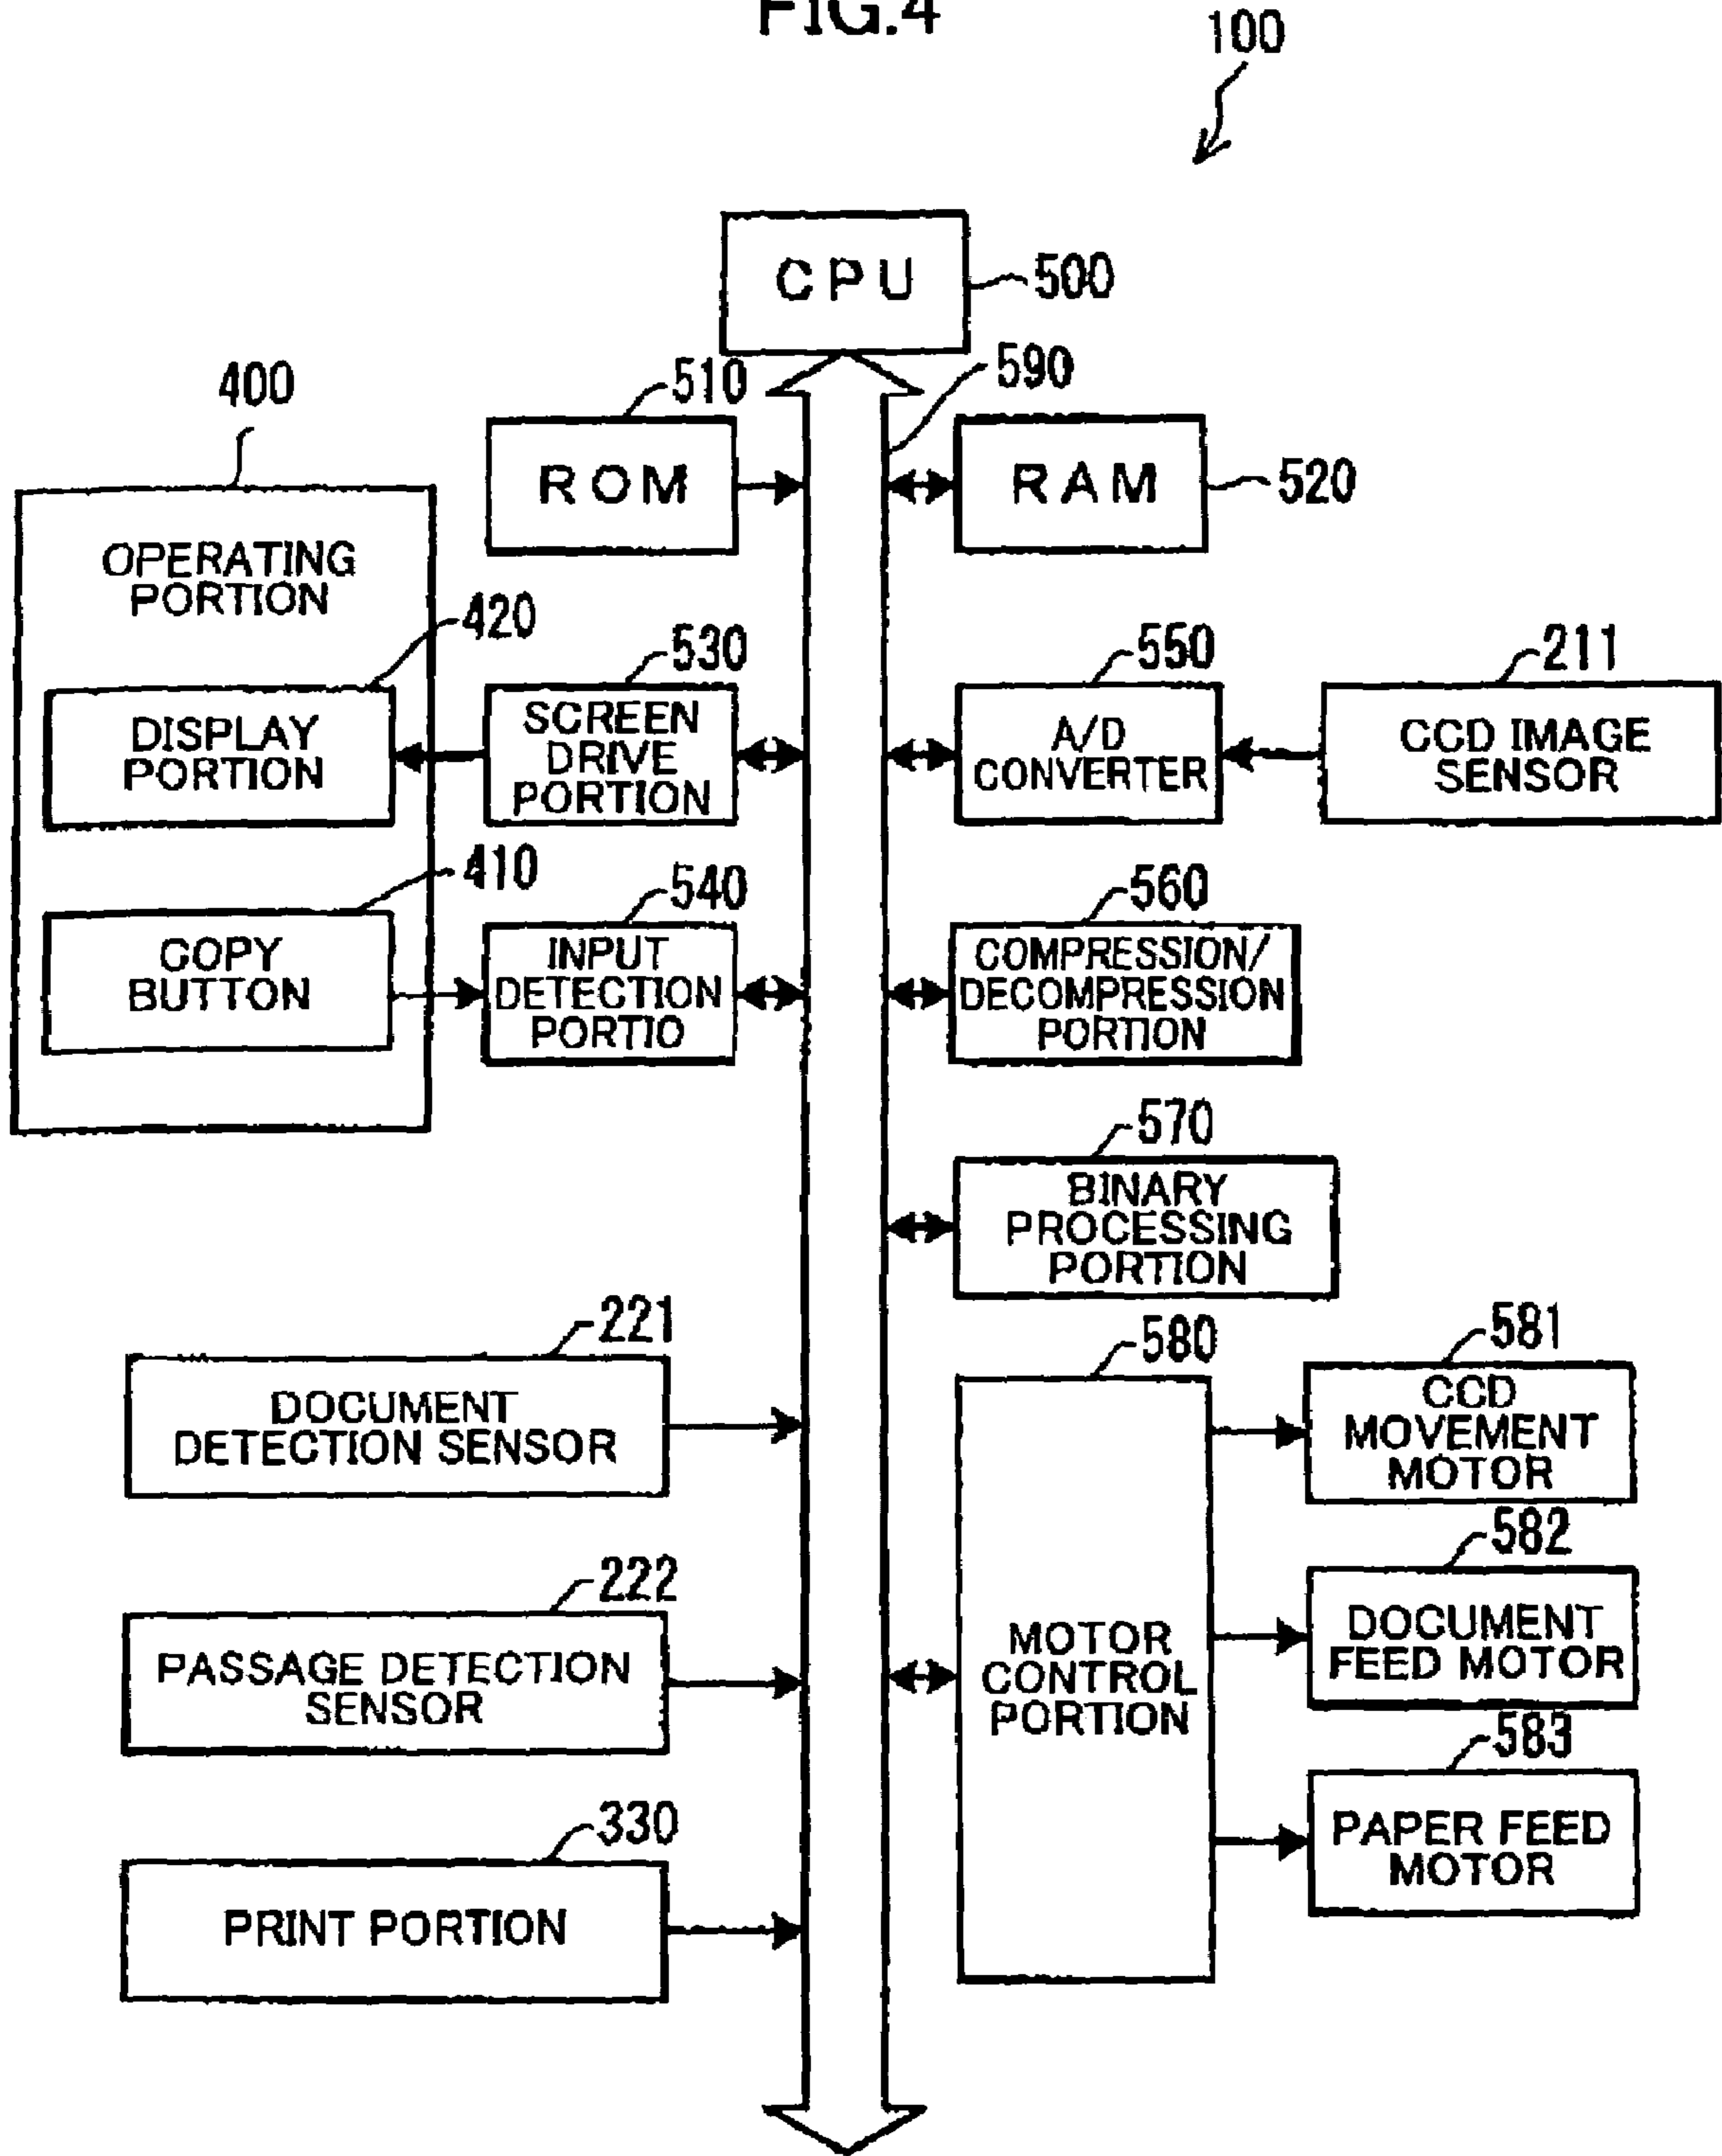 FIG.4
100
CPU
500
590
400
510
ROM
RAM
520
OPERATING
PORTION
420
530
550
211
DISPLAY
PORTION
SCREEN
DRIVE
PORTION
A/D
CONVERTER
CCD IMAGE
SENSOR
410
540
560
COPY
BUTTON
INPUT
DETECTION
PORTIO
COMPRESSION/
DECOMPRESSION
PORTION
570
BINARY
PROCESSING
PORTION
221
DOCUMENT
DETECTION SENSOR
580
581
CCD
MOVEMENT
MOTOR
222
PASSAGE DETECTION
SENSOR
MOTOR
CONTROL
PORTION
582
DOCUMENT
FEED MOTOR
583
PAPER FEED
MOTOR
330
PRINT PORTION